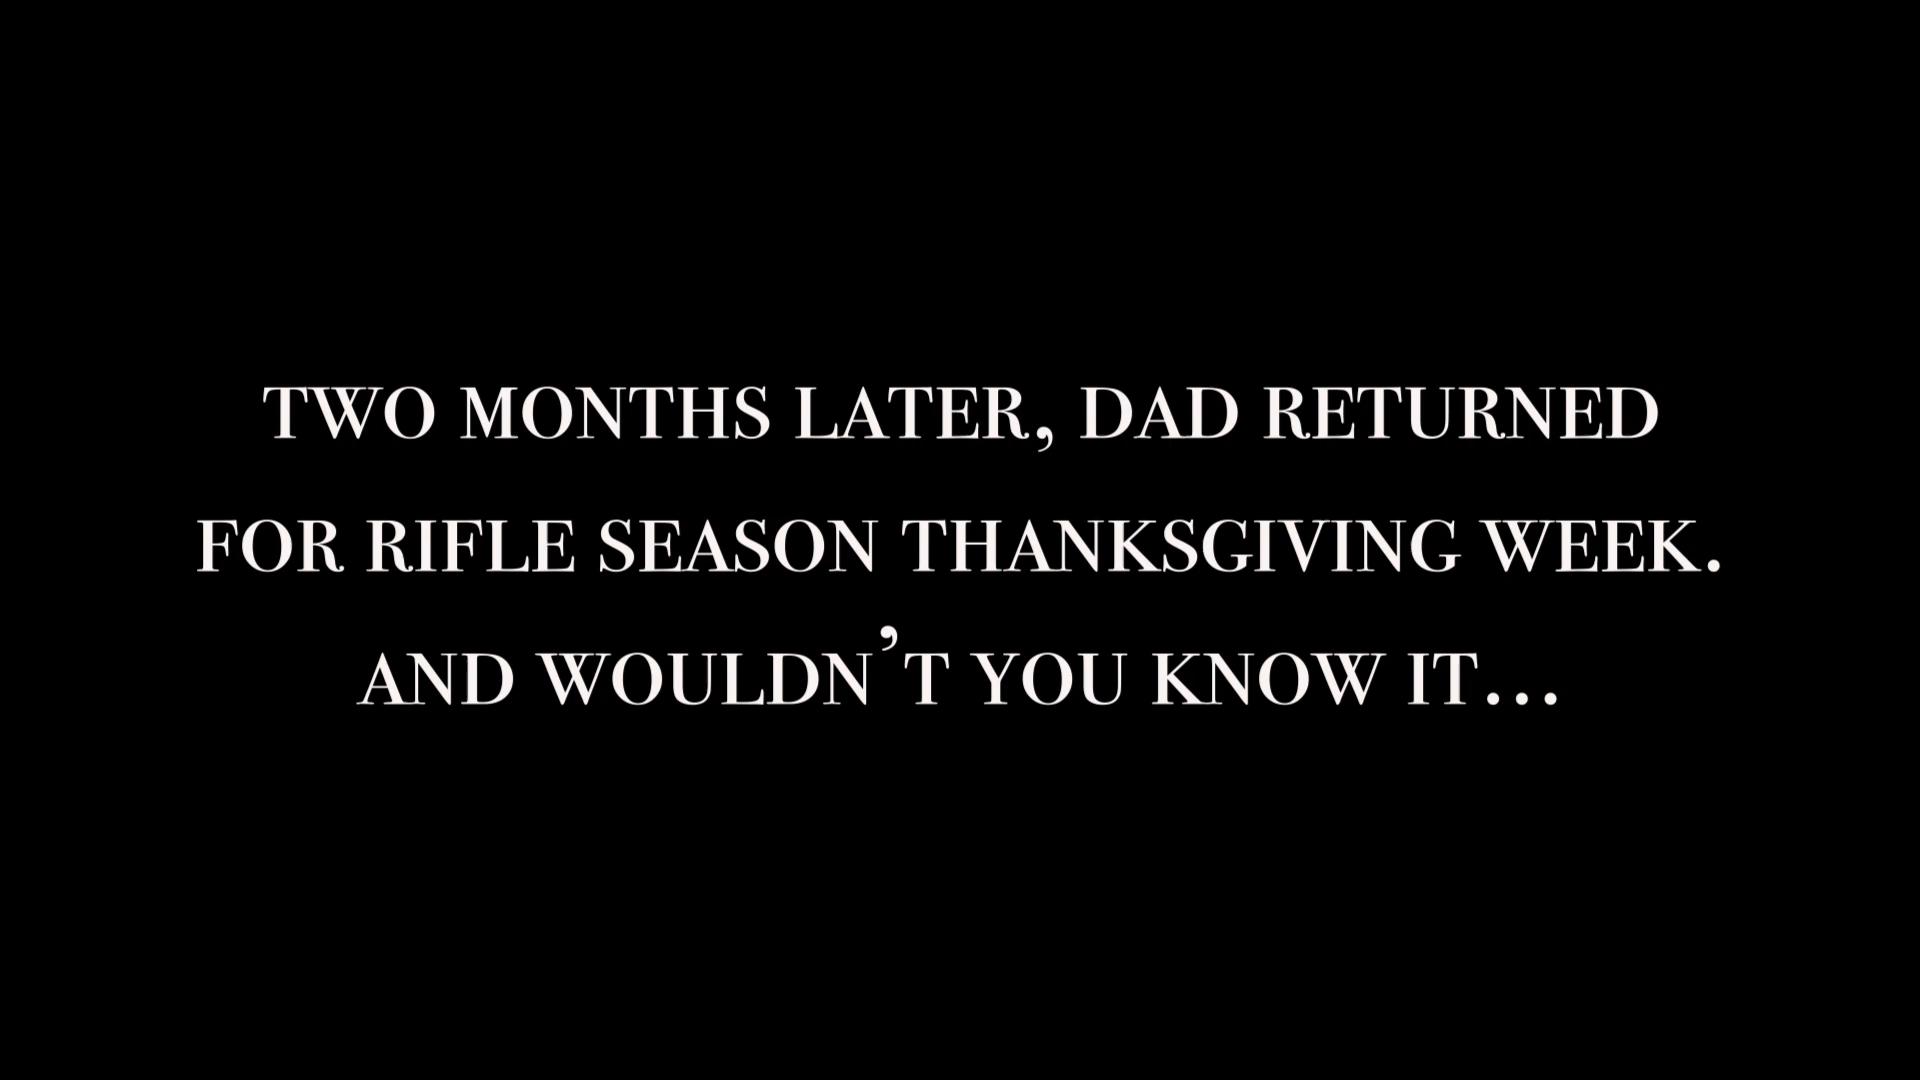 TWO MONTHS LATER, DAD RETURNED
FOR RIFLE SEASON THANKSGIVING WEEK.
AND WOULDN’T YOU KNOW IT...